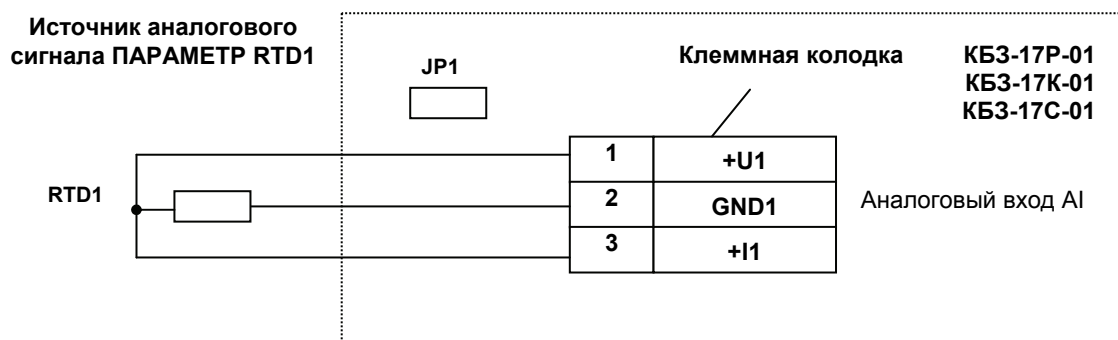 Источник аналогового
сигнала ПАРАМЕТР RTD1
JP1
Клеммная колодка
КБЗ-17Р-01
КБЗ-17К-01
КБЗ-17С-01
RTD1
1 +U1
2 GND1
3 +I1
Аналоговый вход AI